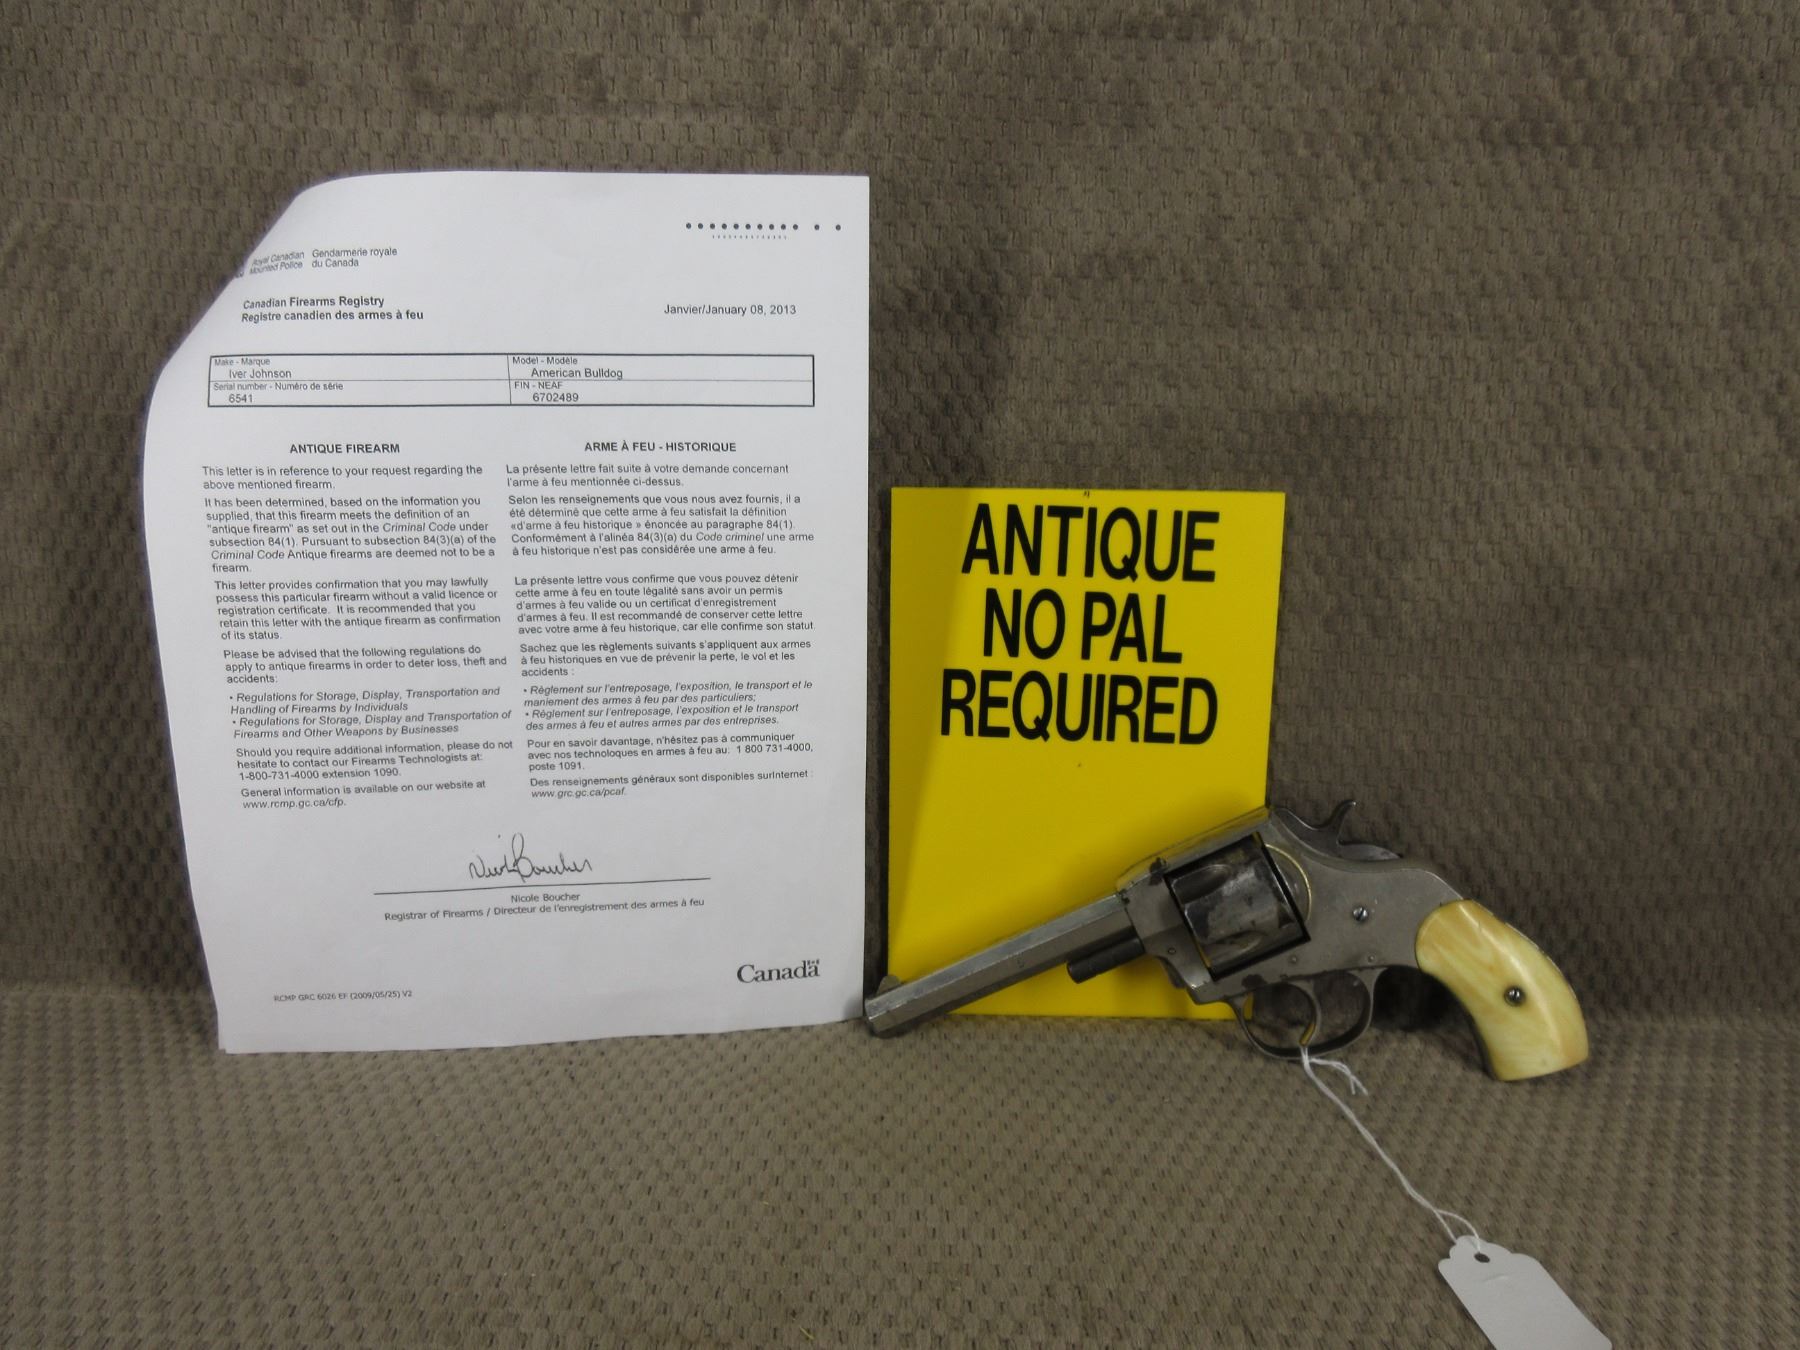 Royal Canadian Gendarmerie royale
Mounted Police du Canada
Canadian Firearms Registry
Registre canadien des armes à feu
Janvier/January 08, 2013
Make - Marque
Iver Johnson
Model - Modèle
American Bulldog
Serial number - Numéro de série
6541
FIN - NEAF
6702489
ANTIQUE FIREARM
This letter is in reference to your request regarding the
above mentioned firearm.
It has been determined, based on the information you
supplied, that this firearm meets the definition of an
"antique firearm" as set out in the Criminal Code under
subsection 84(1). Pursuant to subsection 84(3)(a) of the
Criminal Code Antique firearms are deemed not to be a
firearm.
This letter provides confirmation that you may lawfully
possess this particular firearm without a valid licence or
registration certificate. It is recommended that you
retain this letter with the antique firearm as confirmation
of its status.
Please be advised that the following regulations do
apply to antique firearms in order to deter loss, theft and
accidents:
• Regulations for Storage, Display, Transportation and
Handling of Firearms by Individuals
• Regulations for Storage, Display and Transportation of
Firearms and Other Weapons by Businesses
Should you require additional information, please do not
hesitate to contact our Firearms Technologists at:
1-800-731-4000 extension 1090.
General information is available on our website at
www.rcmp.gc.ca/cfp.
ARME À FEU - HISTORIQUE
La présente lettre fait suite à votre demande concernant
l'arme à feu mentionnée ci-dessus.
Selon les renseignements que vous nous avez fournis, il a
été déterminé que cette arme à feu satisfait la définition
«d'arme à feu historique » énoncée au paragraphe 84(1).
Conformément à l'alinéa 84(3)(a) du Code criminel une arme
à feu historique n'est pas considérée une arme à feu.
La présente lettre vous confirme que vous pouvez détenir
cette arme à feu en toute légalité sans avoir un permis
d'armes à feu valide ou un certificat d'enregistrement
d'armes à feu. Il est recommandé de conserver cette lettre
avec votre arme à feu historique, car elle confirme son statut.
Sachez que les règlements suivants s'appliquent aux armes
à feu historiques en vue de prévenir la perte, le vol et les
accidents :
• Règlement sur l'entreposage, l'exposition, le transport et le
maniement des armes à feu par des particuliers;
• Règlement sur l'entreposage, l'exposition et le transport
des armes à feu et autres armes par des entreprises.
Pour en savoir davantage, n'hésitez pas à communiquer
avec nos technoloques en armes à feu au: 1 800 731-4000,
poste 1091.
Des renseignements généraux sont disponibles surInternet :
www.grc.gc.ca/pcaf.
Nicole Boucher
Nicole Boucher
Registrar of Firearms / Directeur de l'enregistrement des armes à feu
Canada
RCMP GRC 6026 EF (2009/05/25) V2
ANTIQUE
NO PAL
REQUIRED